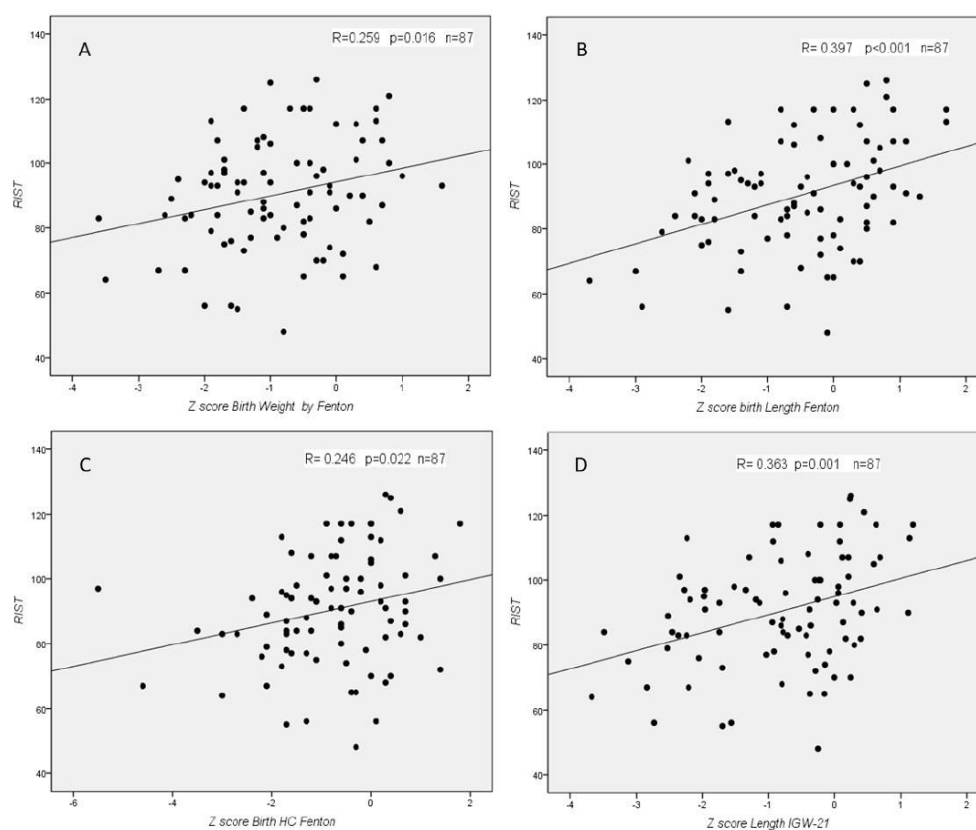 A
R=0.259 p=0.016 n=87
140
120
100
80
60
40
RIST
-4 -3 -2 -1 0 1 2
Z score Birth Weight by Fenton
B
R= 0.397 p<0.001 n=87
140
120
100
80
60
40
RIST
-4 -3 -2 -1 0 1
Z score birth Length Fenton
C
R= 0.246 p=0.022 n=87
140
120
100
80
60
40
RIST
-6 -4 -2 0 2
Z score Birth HC Fenton
D
R= 0.363 p=0.001 n=87
140
120
100
80
60
40
RIST
-4 -3 -2 -1 0 1 2
Z score Length IGW-21